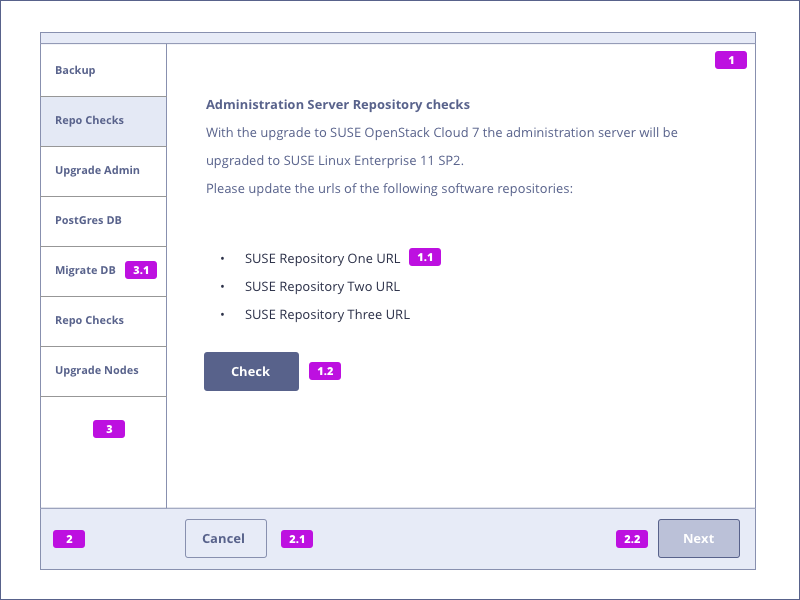 1
Backup
Repo Checks
Upgrade Admin
PostGres DB
Migrate DB 3.1
Repo Checks
Upgrade Nodes
3
Administration Server Repository checks
With the upgrade to SUSE OpenStack Cloud 7 the administration server will be
upgraded to SUSE Linux Enterprise 11 SP2.
Please update the urls of the following software repositories:
• SUSE Repository One URL 1.1
• SUSE Repository Two URL
• SUSE Repository Three URL
Check 1.2
2 Cancel 2.1 2.2 Next